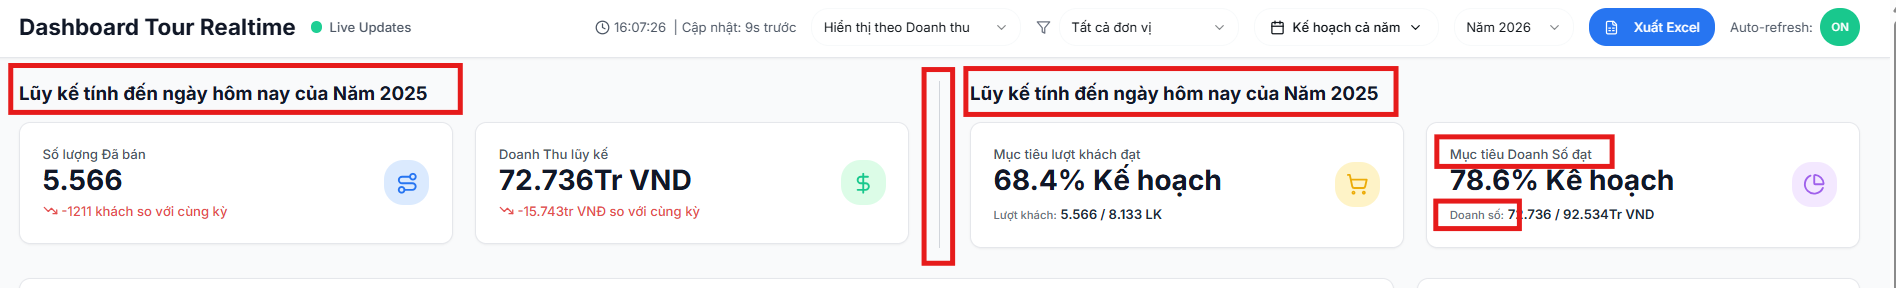 Dashboard Tour Realtime
Live Updates
16:07:26 | Cập nhật: 9s trước
Hiển thị theo Doanh thu
Tất cả đơn vị
Kế hoạch cả năm
Năm 2026
Xuất Excel
Auto-refresh:
ON
Lũy kế tính đến ngày hôm nay của Năm 2025
Số lượng Đã bán
5.566
-1211 khách so với cùng kỳ
Doanh Thu lũy kế
72.736Tr VND
-15.743tr VNĐ so với cùng kỳ
Lũy kế tính đến ngày hôm nay của Năm 2025
Mục tiêu lượt khách đạt
68.4% Kế hoạch
Lượt khách: 5.566 / 8.133 LK
Mục tiêu Doanh Số đạt
78.6% Kế hoạch
Doanh số: 72.736 / 92.534Tr VND